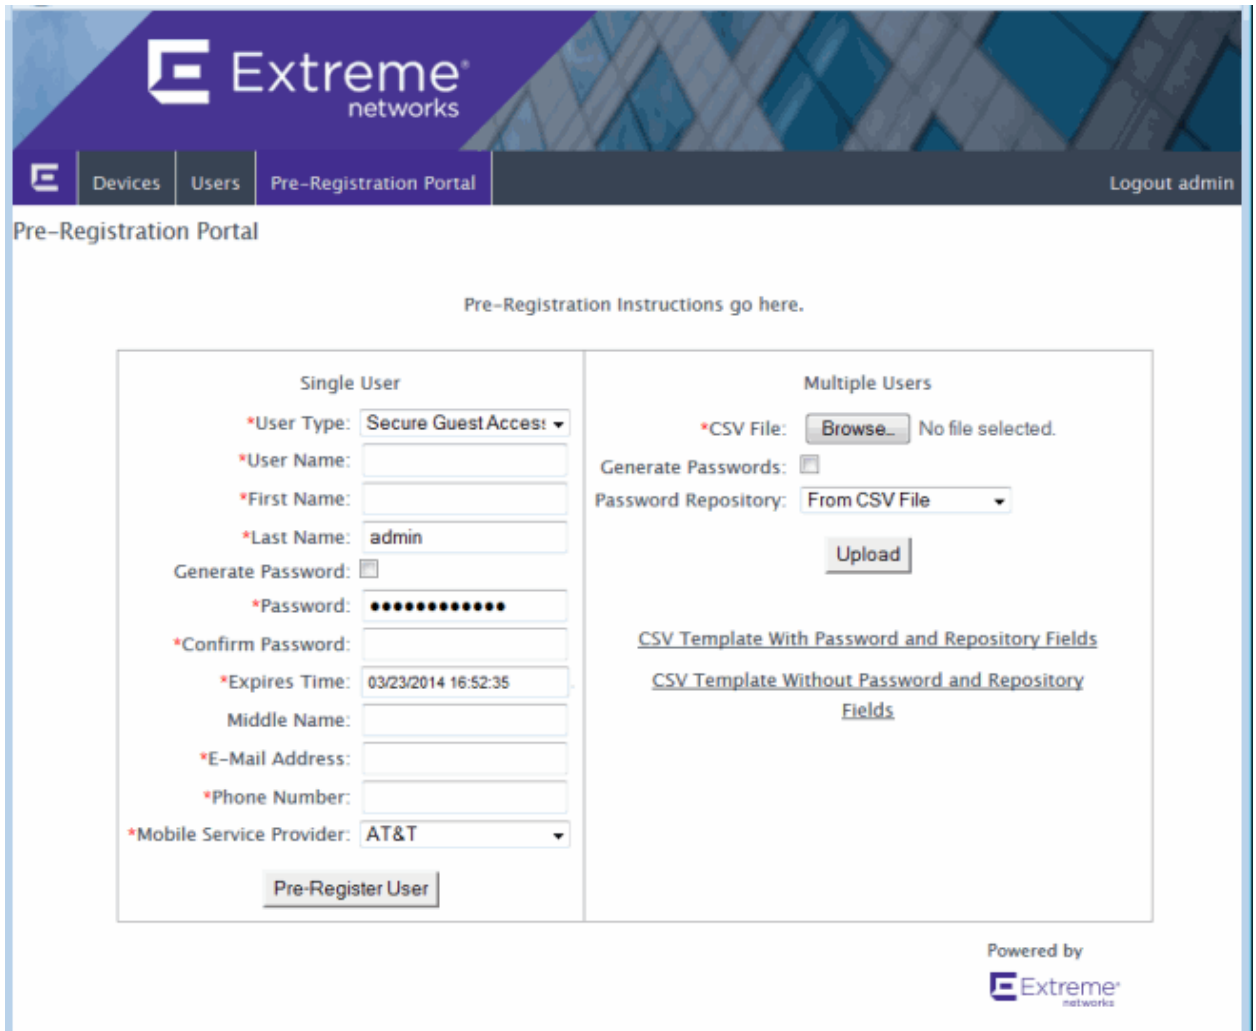 Extreme®
networks
Devices Users Pre-Registration Portal Logout admin
Pre-Registration Portal
Pre-Registration Instructions go here.
Single User
*User Type: Secure Guest Acces
*User Name:
*First Name:
*Last Name: admin
Generate Password:
*Password: ●●●●●●●●●●●●
*Confirm Password:
*Expires Time: 03/23/2014 16:52:35
Middle Name:
*E-Mail Address:
*Phone Number:
*Mobile Service Provider: AT&T
Pre-Register User
Multiple Users
*CSV File: Browse... No file selected.
Generate Passwords:
Password Repository: From CSV File
Upload
CSV Template With Password and Repository Fields
CSV Template Without Password and Repository
Fields
Powered by
Extreme®
networks